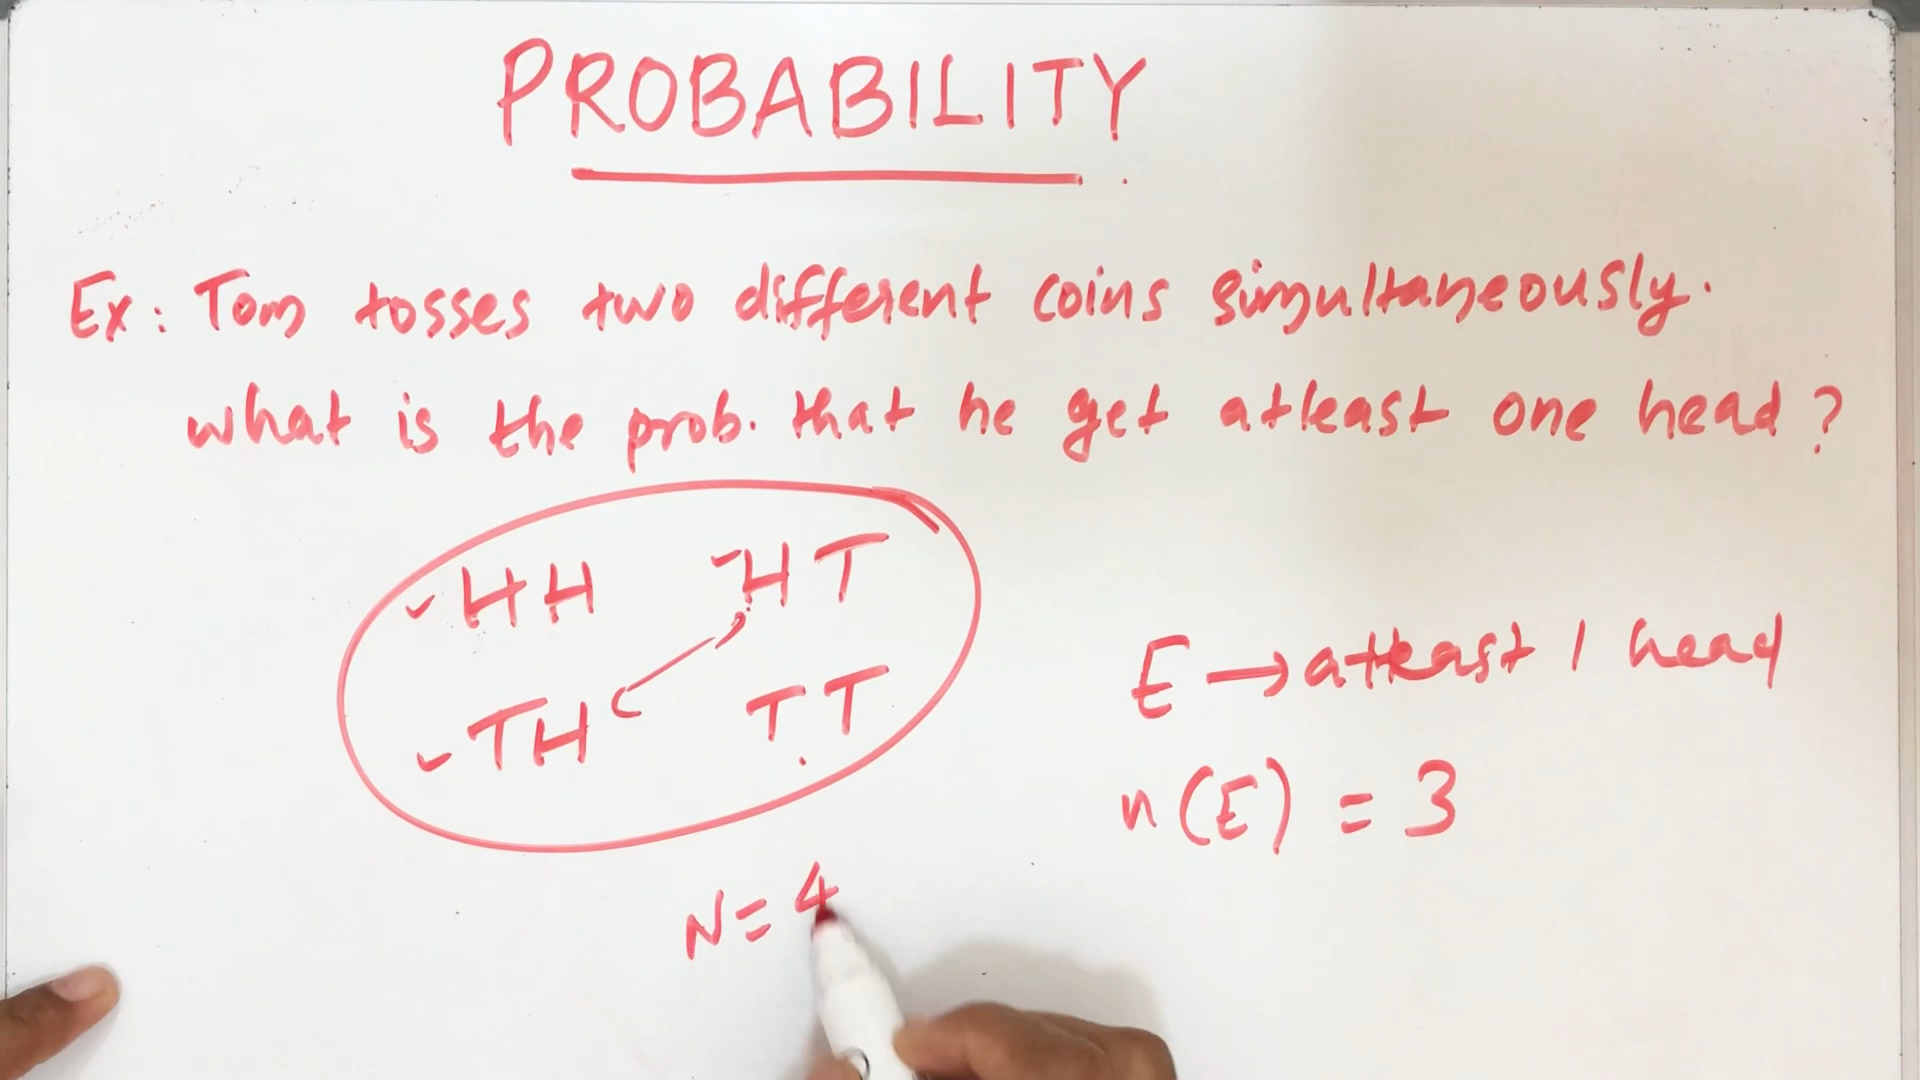 PROBABILITY
Ex: Tom tosses two different coins simultaneously.
what is the prob. that he get atleast one head?
HH HT
TH TT
E → atleast 1 head
n(E) = 3
N = 4